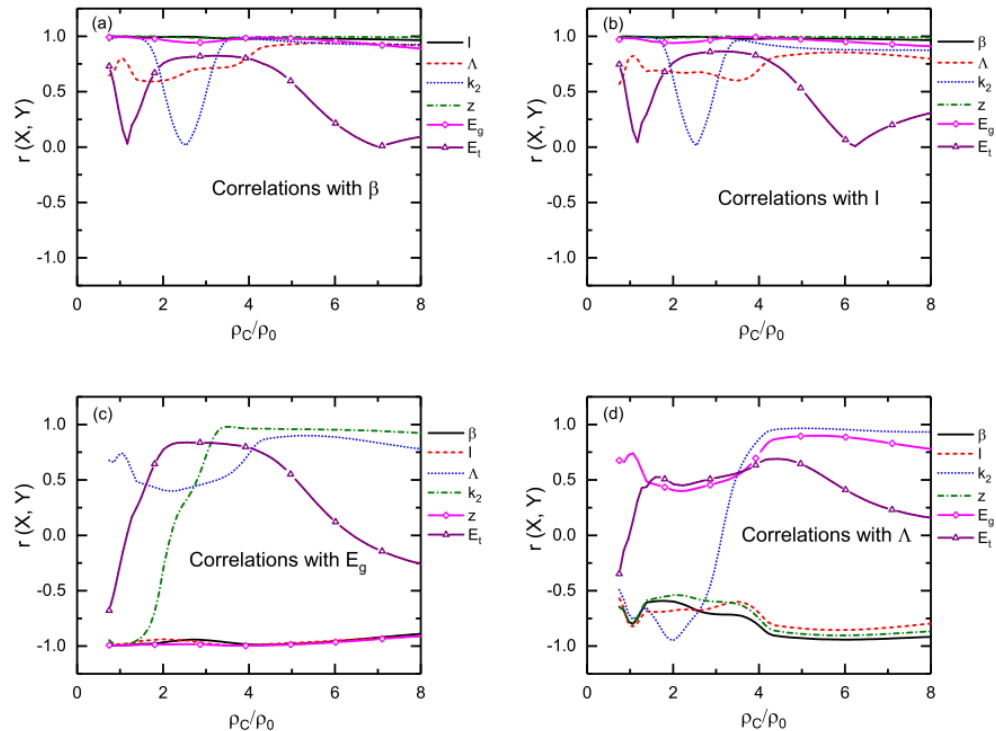 (a)
1.0
0.5
0.0
-0.5
-1.0
r (X, Y)
Correlations with β
0 2 4 6 8
ρC/ρ0
I
Λ
k2
z
Eg
Et
(b)
1.0
0.5
0.0
-0.5
-1.0
r (X, Y)
Correlations with I
0 2 4 6 8
ρC/ρ0
β
Λ
k2
z
Eg
Et
(c)
1.0
0.5
0.0
-0.5
-1.0
r (X, Y)
Correlations with Eg
0 2 4 6 8
ρC/ρ0
β
I
Λ
k2
z
Et
(d)
1.0
0.5
0.0
-0.5
-1.0
r (X, Y)
Correlations with Λ
0 2 4 6 8
ρC/ρ0
β
I
k2
z
Eg
Et